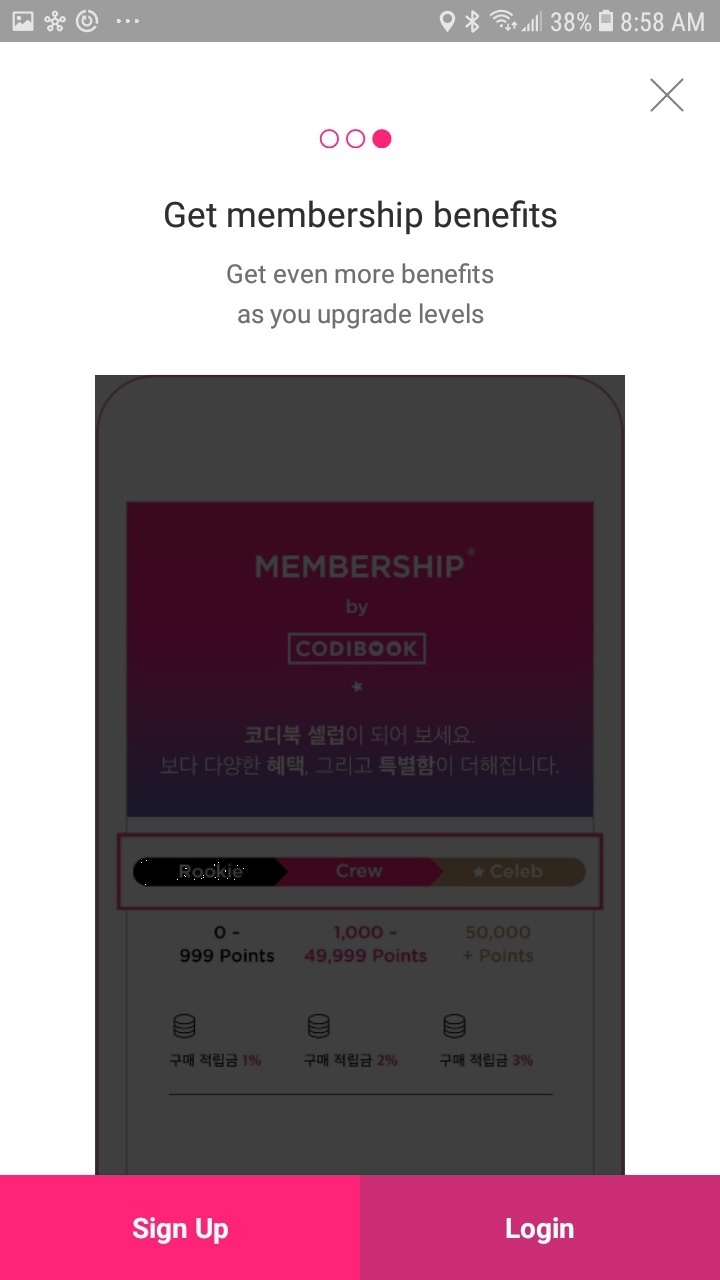 38% 8:58 AM
Get membership benefits
Get even more benefits
as you upgrade levels
MEMBERSHIP®
by
CODIBOOK
코디북 셀럽이 되어 보세요.
보다 다양한 혜택, 그리고 특별함이 더해집니다.
Rookie Crew ★ Celeb
0 ~ 1,000 ~ 50,000
999 Points 49,999 Points + Points
구매 적립금 1% 구매 적립금 2% 구매 적립금 3%
Sign Up Login